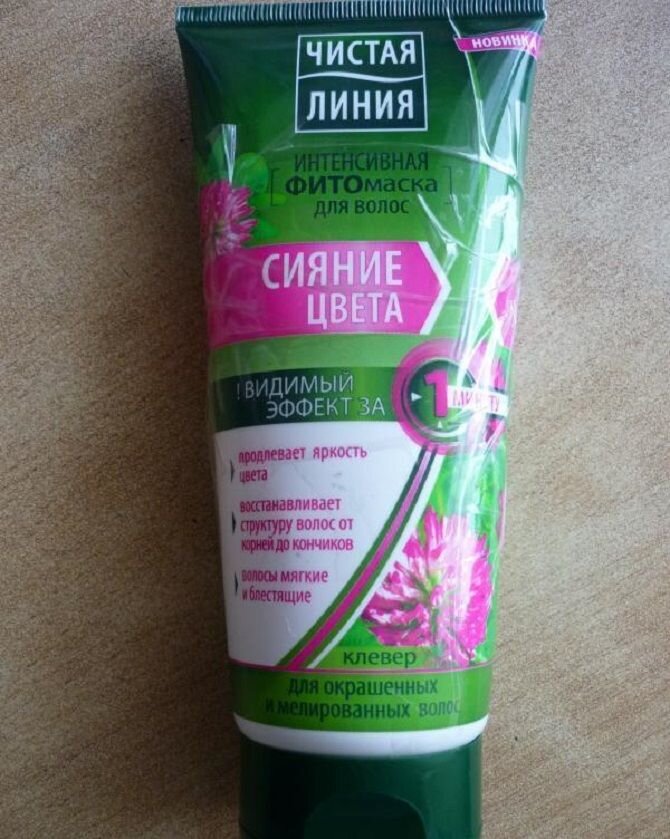 ЧИСТАЯ
ЛИНИЯ
НОВИНКА
ИНТЕНСИВНАЯ
[ФИТОМАСКА]
ДЛЯ ВОЛОС
СИЯНИЕ
ЦВЕТА
! ВИДИМЫЙ
ЭФФЕКТ ЗА
1 МИНУТУ
продлевает яркость
цвета
восстанавливает
структуру волос от
корней до кончиков
волосы мягкие
и блестящие
клевер
для окрашенных
и мелированных волос